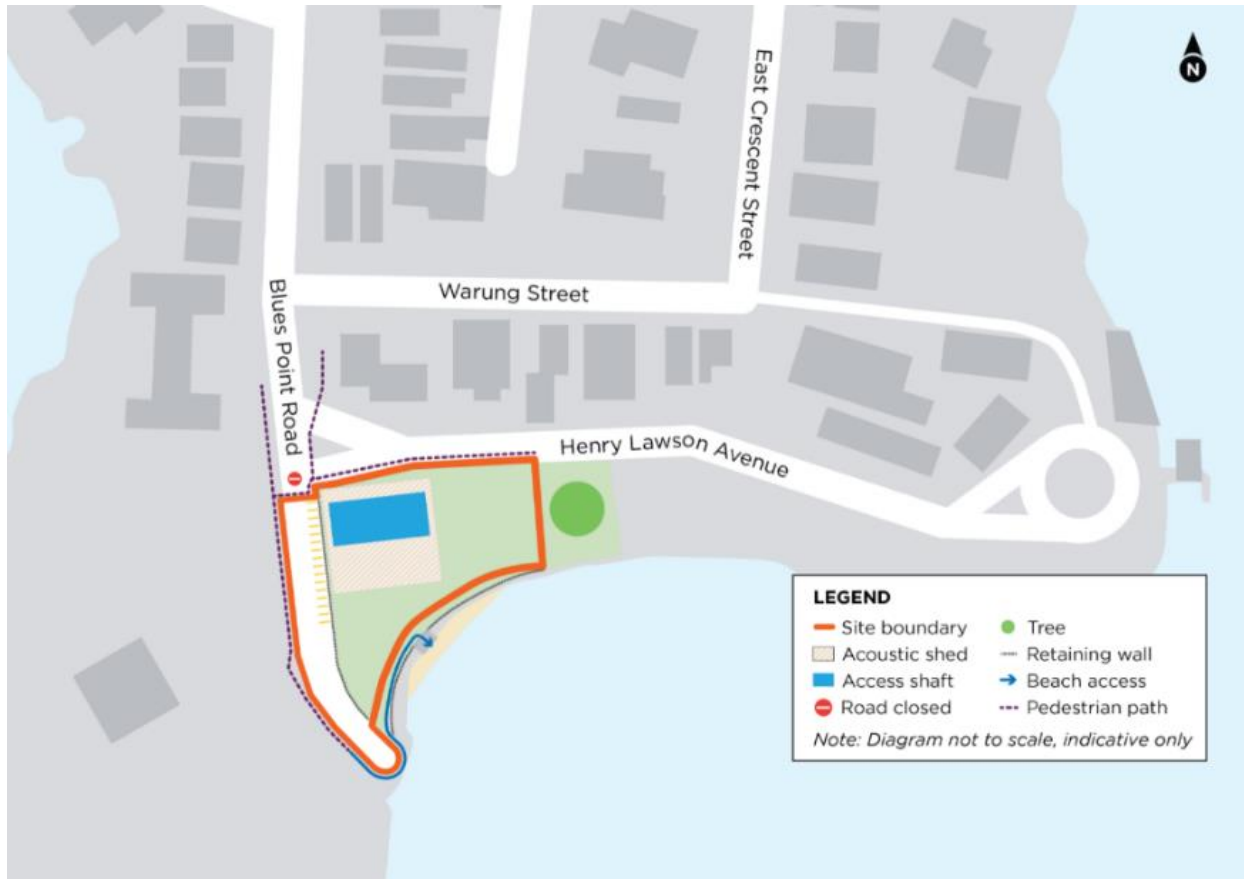 N
East Crescent Street
Warung Street
Blues Point Road
Henry Lawson Avenue
LEGEND
Site boundary
Acoustic shed
Access shaft
Road closed
Tree
Retaining wall
Beach access
Pedestrian path
Note: Diagram not to scale, indicative only